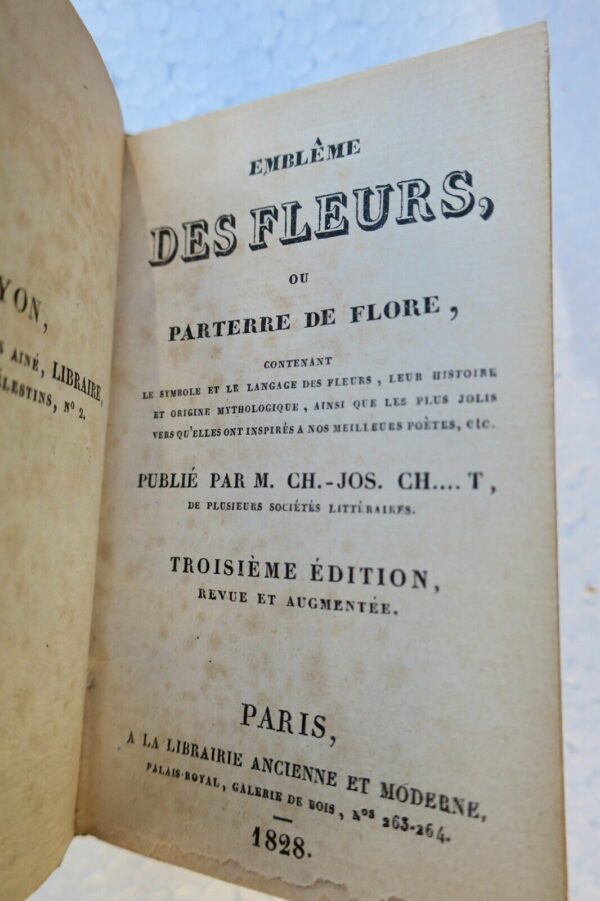 YON,
AINÉ, LIBRAIRE,
N° 2.
EMBLÊME
DES FLEURS,
OU
PARTERRE DE FLORE,
CONTENANT
LE SYMBOLE ET LE LANGAGE DES FLEURS, LEUR HISTOIRE
ET ORIGINE MYTHOLOGIQUE, AINSI QUE LES PLUS JOLIS
VERS QU'ELLES ONT INSPIRÉS A NOS MEILLEURS POÈTES, etc.
PUBLIÉ PAR M. CH.-JOS. CH....T,
DE PLUSIEURS SOCIÉTÉS LITTÉRAIRES.
TROISIÈME ÉDITION,
REVUE ET AUGMENTÉE.
PARIS,
A LA LIBRAIRIE ANCIENNE ET MODERNE,
PALAIS-ROYAL, GALERIE DE BOIS, Nos 263-264.
1828.